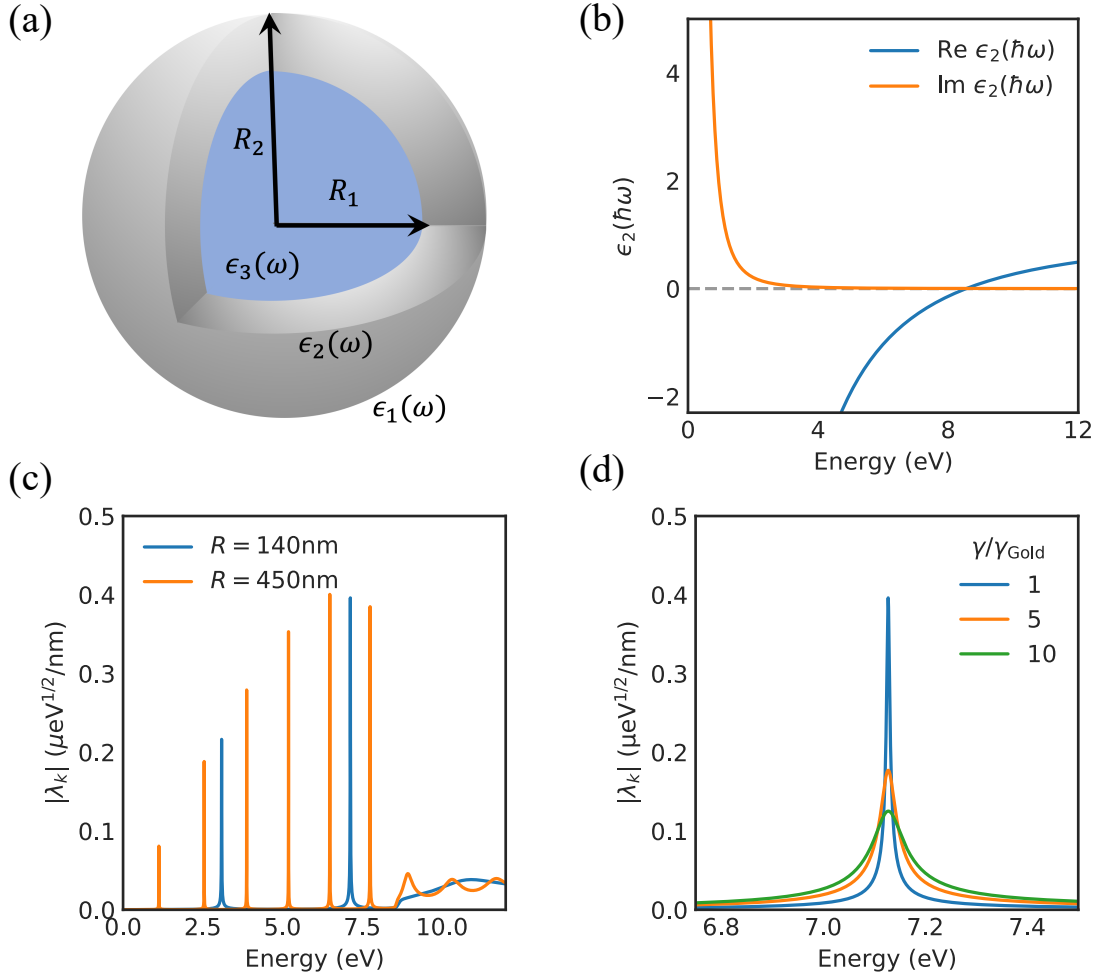 (a)
R₂
R₁
ϵ₃(ω)
ϵ₂(ω)
ϵ₁(ω)
(b)
Re ϵ₂(ħω)
Im ϵ₂(ħω)
4
2
0
−2
ϵ₂(ħω)
0 4 8 12
Energy (eV)
(c)
R = 140nm
R = 450nm
0.5
0.4
0.3
0.2
0.1
0.0
|λₖ| (μeV¹ᐟ²/nm)
0.0 2.5 5.0 7.5 10.0
Energy (eV)
(d)
γ/γGold
1
5
10
0.5
0.4
0.3
0.2
0.1
0.0
|λₖ| (μeV¹ᐟ²/nm)
6.8 7.0 7.2 7.4
Energy (eV)